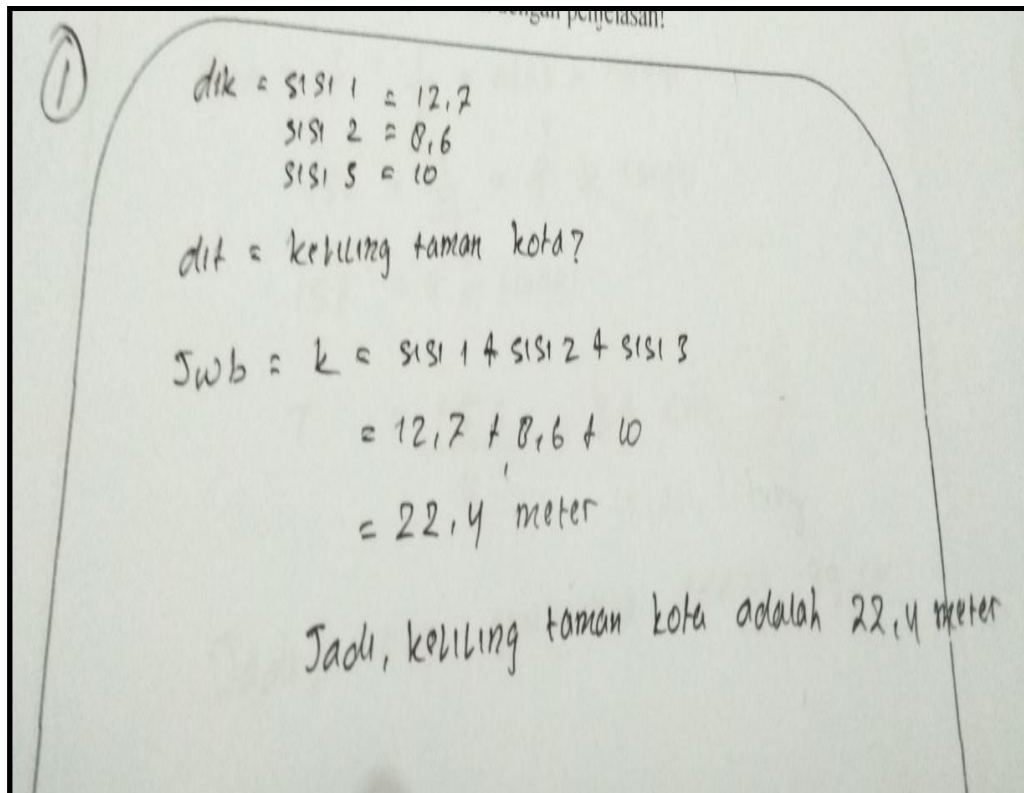 dengan penjelasan!
1
dik = sisi 1 = 12,7
sisi 2 = 8,6
sisi 3 = 10
dit = keliling taman kota?
Jwb = k = sisi 1 + sisi 2 + sisi 3
= 12,7 + 8,6 + 10
= 22,4 meter
Jadi, keliling taman kota adalah 22,4 meter